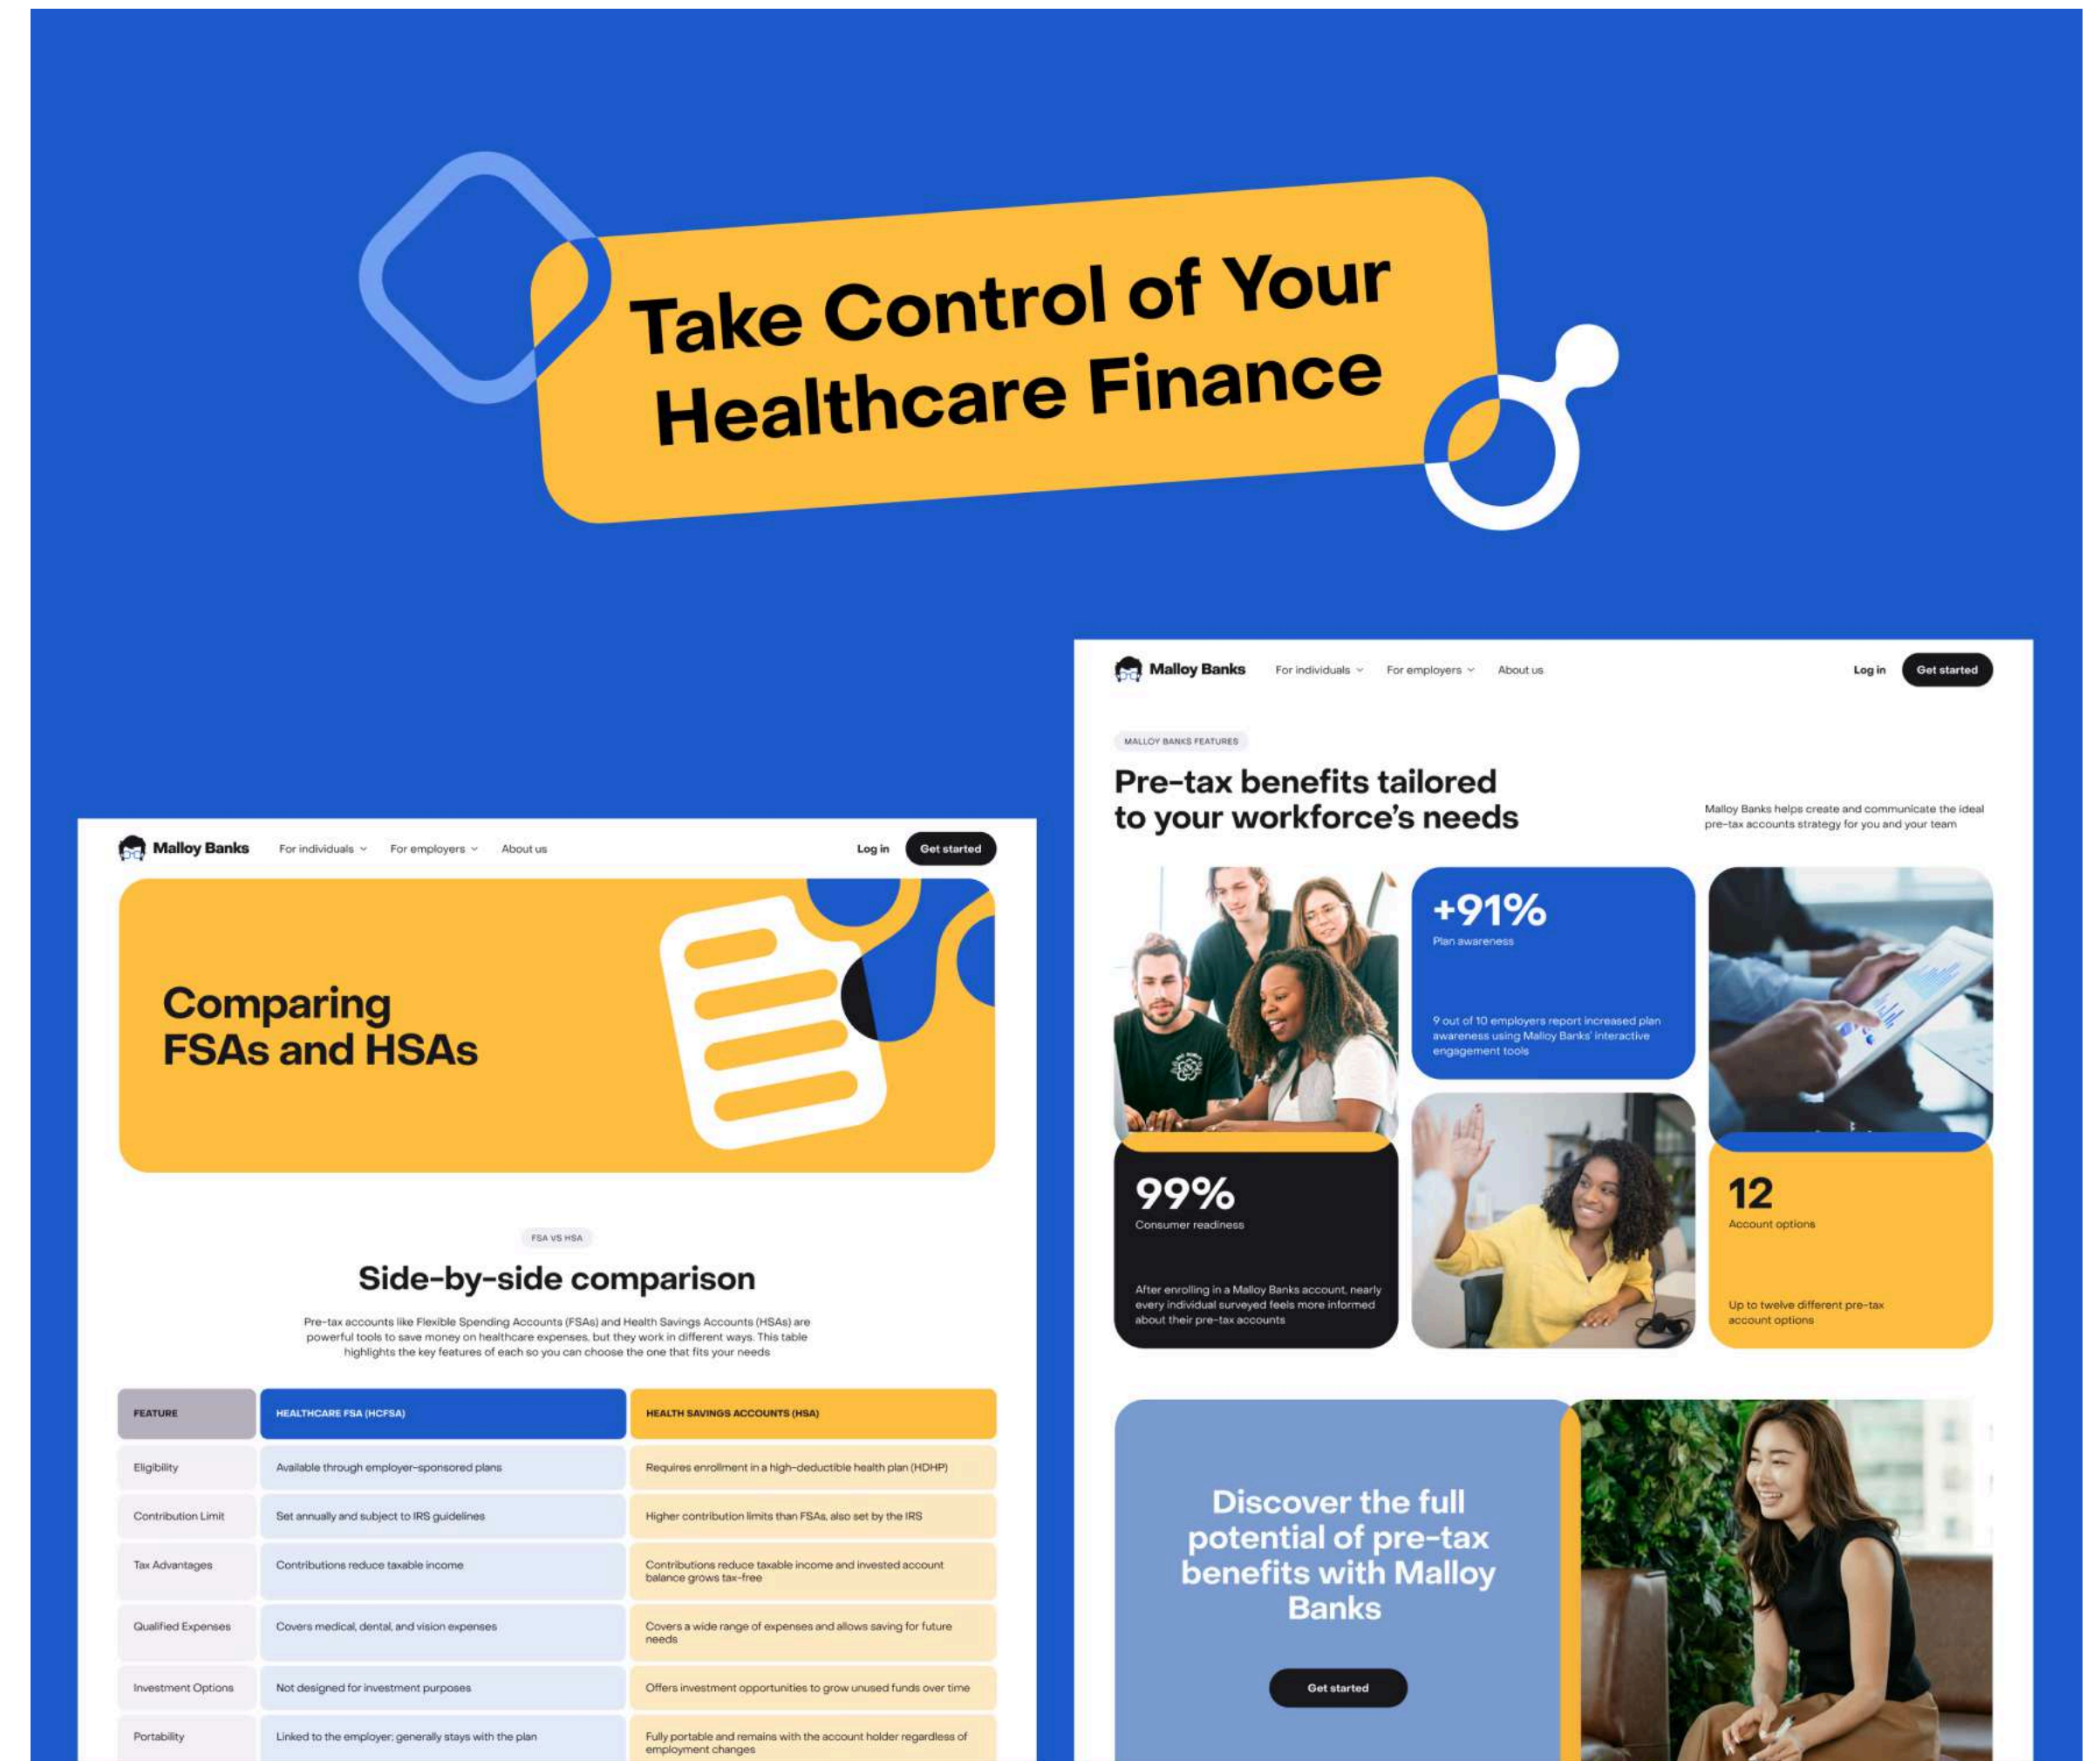 Take Control of Your
Healthcare Finance
Malloy Banks For individuals For employers About us Log in Get started
Comparing
FSAs and HSAs
FSA VS HSA
Side-by-side comparison
Pre-tax accounts like Flexible Spending Accounts (FSAs) and Health Savings Accounts (HSAs) are
powerful tools to save money on healthcare expenses, but they work in different ways. This table
highlights the key features of each so you can choose the one that fits your needs
FEATURE HEALTHCARE FSA (HCFSA) HEALTH SAVINGS ACCOUNTS (HSA)
Eligibility Available through employer-sponsored plans Requires enrollment in a high-deductible health plan (HDHP)
Contribution Limit Set annually and subject to IRS guidelines Higher contribution limits than FSAs, also set by the IRS
Tax Advantages Contributions reduce taxable income Contributions reduce taxable income and invested account
balance grows tax-free
Qualified Expenses Covers medical, dental, and vision expenses Covers a wide range of expenses and allows saving for future
needs
Investment Options Not designed for investment purposes Offers investment opportunities to grow unused funds over time
Portability Linked to the employer; generally stays with the plan Fully portable and remains with the account holder regardless of
employment changes
Malloy Banks For individuals For employers About us Log in Get started
MALLOY BANKS FEATURES
Pre-tax benefits tailored
to your workforce's needs
Malloy Banks helps create and communicate the ideal
pre-tax accounts strategy for you and your team
+91%
Plan awareness
9 out of 10 employers report increased plan
awareness using Malloy Banks' interactive
engagement tools
99%
Consumer readiness
After enrolling in a Malloy Banks account, nearly
every individual surveyed feels more informed
about their pre-tax accounts
12
Account options
Up to twelve different pre-tax
account options
Discover the full
potential of pre-tax
benefits with Malloy
Banks
Get started